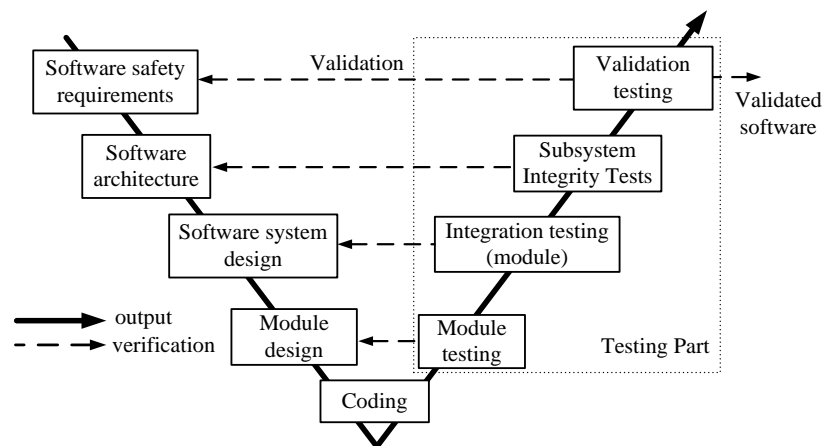 Software safety
requirements
Validation
Validation
testing
Validated
software
Software
architecture
Subsystem
Integrity Tests
Software system
design
Integration testing
(module)
output
verification
Module
design
Module
testing
Testing Part
Coding